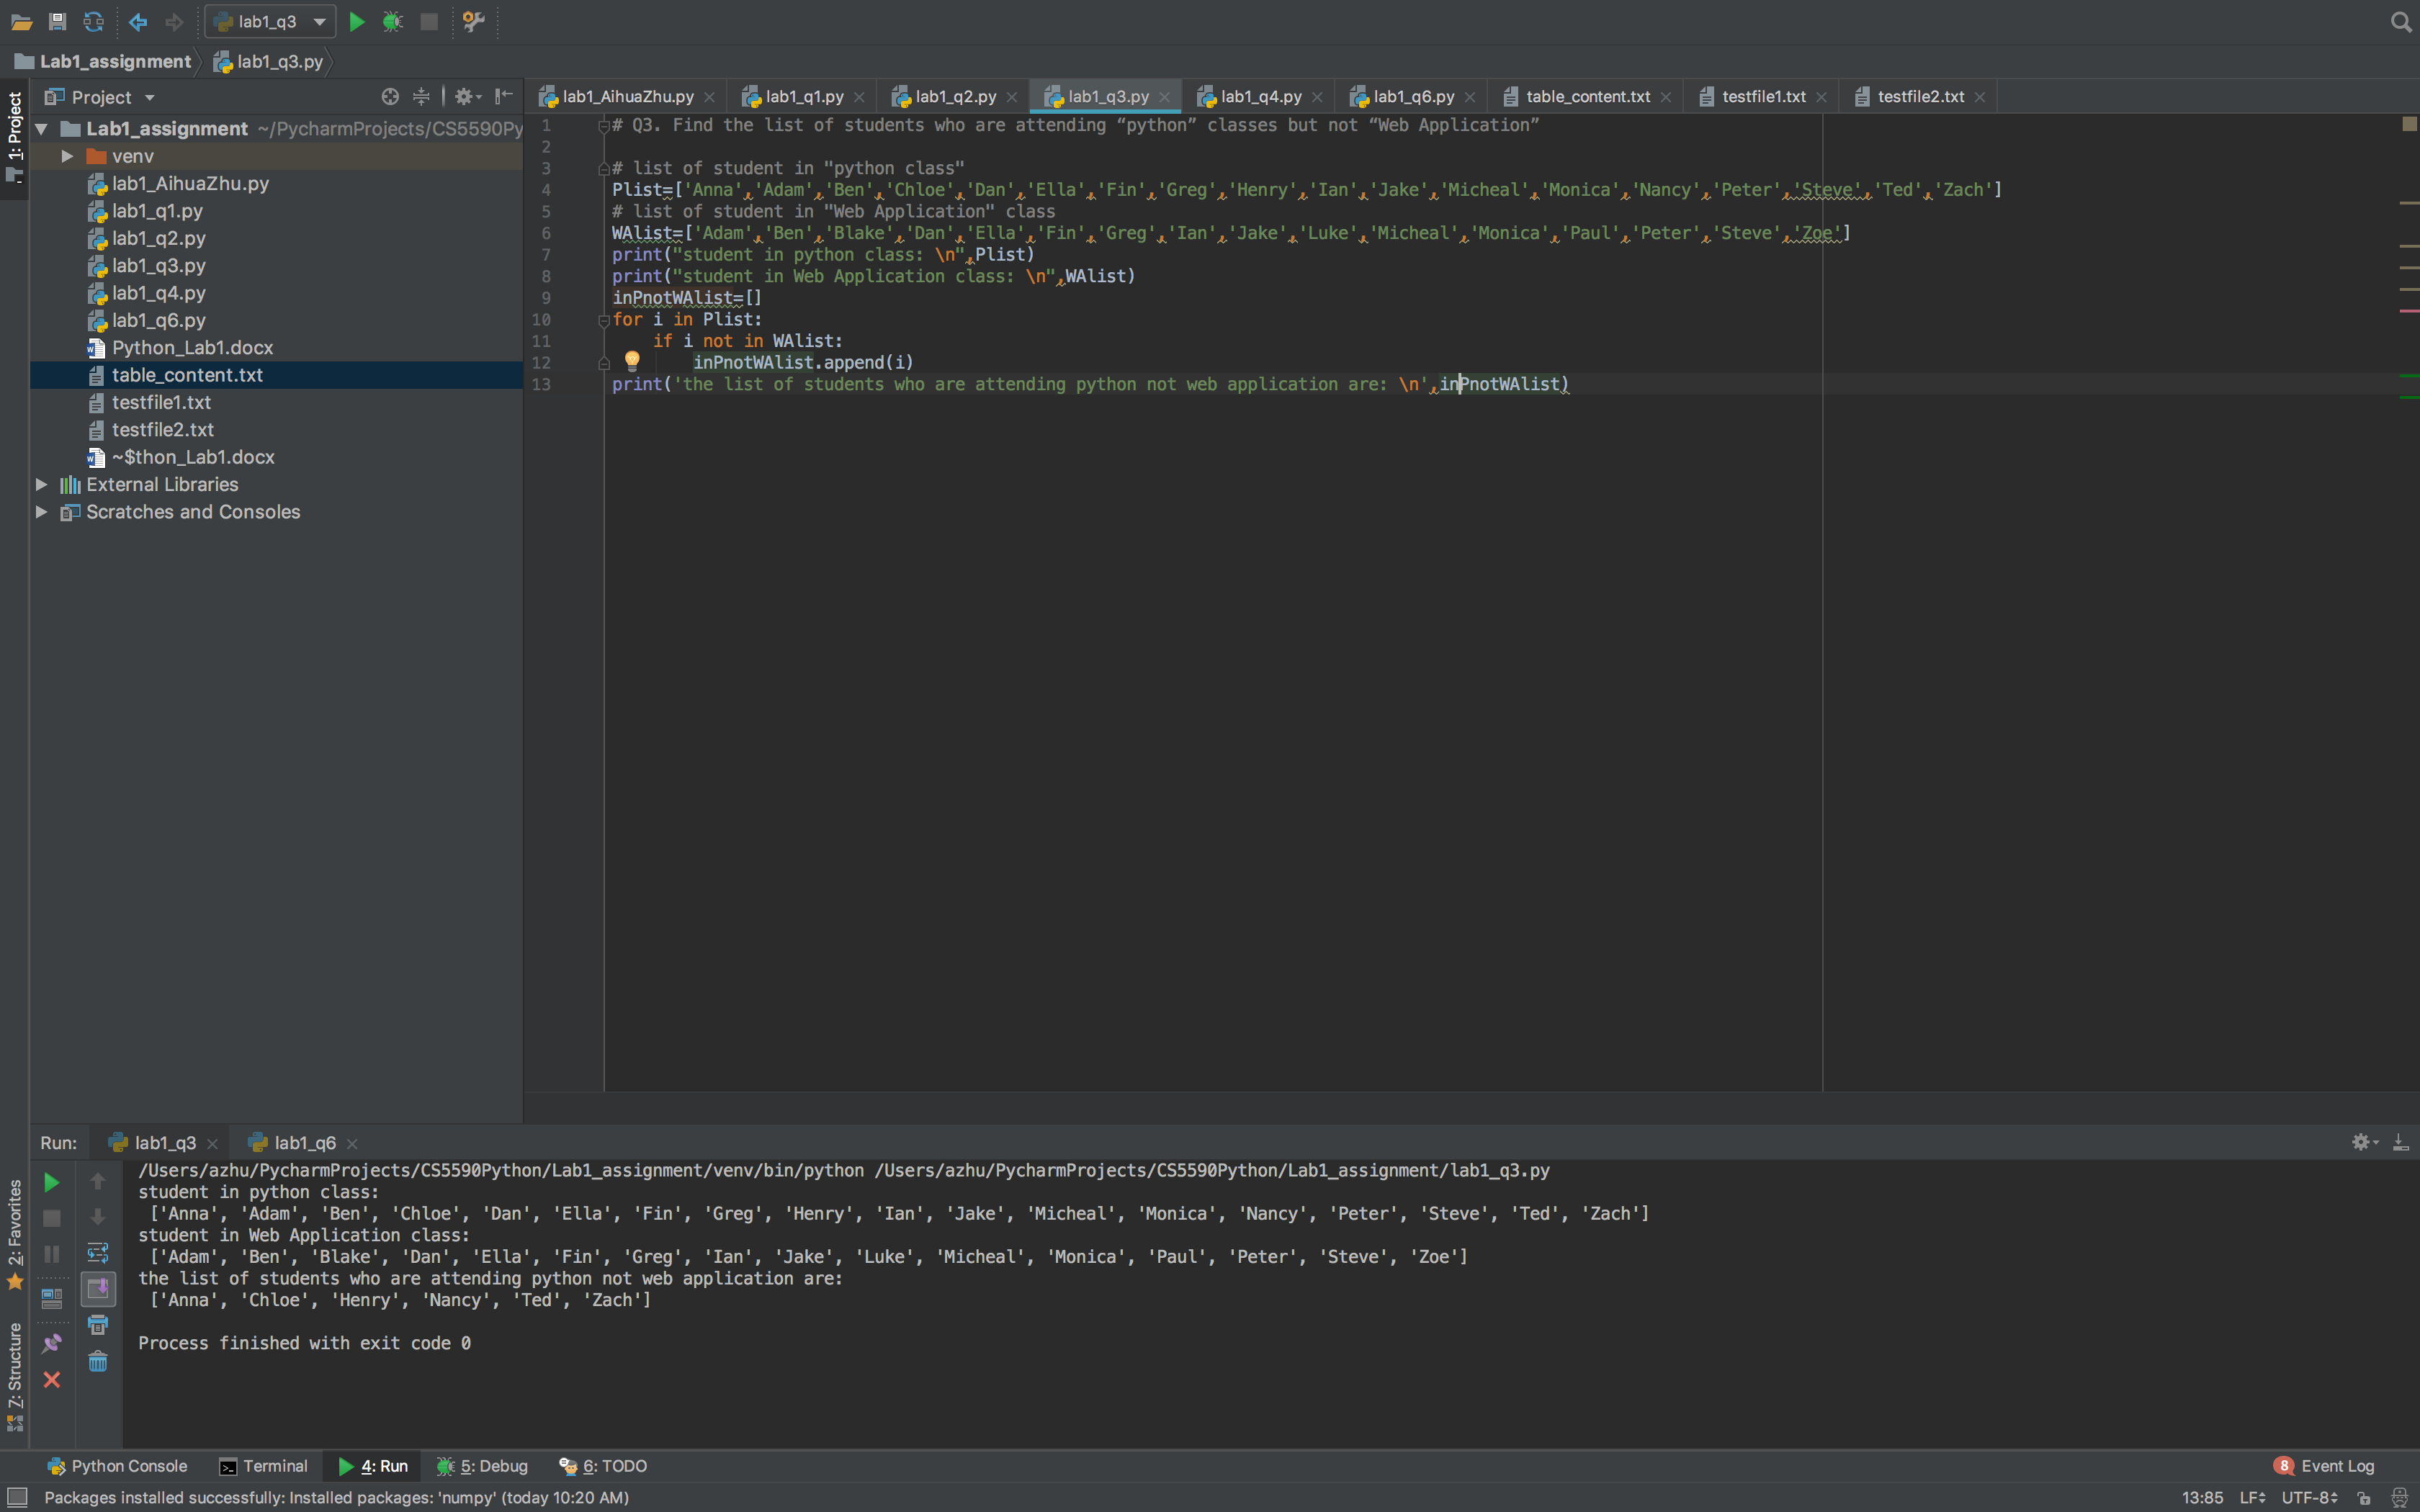 lab1_q3
Lab1_assignment lab1_q3.py
1: Project
Project
lab1_AihuaZhu.py lab1_q1.py lab1_q2.py lab1_q3.py lab1_q4.py lab1_q6.py table_content.txt testfile1.txt testfile2.txt
Lab1_assignment ~/PycharmProjects/CS5590Py
venv
lab1_AihuaZhu.py
lab1_q1.py
lab1_q2.py
lab1_q3.py
lab1_q4.py
lab1_q6.py
Python_Lab1.docx
table_content.txt
testfile1.txt
testfile2.txt
~$thon_Lab1.docx
External Libraries
Scratches and Consoles
1 # Q3. Find the list of students who are attending “python” classes but not “Web Application”
2
3 # list of student in "python class"
4 Plist=['Anna','Adam','Ben','Chloe','Dan','Ella','Fin','Greg','Henry','Ian','Jake','Micheal','Monica','Nancy','Peter','Steve','Ted','Zach']
5 # list of student in "Web Application" class
6 WAlist=['Adam','Ben','Blake','Dan','Ella','Fin','Greg','Ian','Jake','Luke','Micheal','Monica','Paul','Peter','Steve','Zoe']
7 print("student in python class: \n",Plist)
8 print("student in Web Application class: \n",WAlist)
9 inPnotWAlist=[]
10 for i in Plist:
11 if i not in WAlist:
12 inPnotWAlist.append(i)
13 print('the list of students who are attending python not web application are: \n',inPnotWAlist)
Run: lab1_q3 lab1_q6
/Users/azhu/PycharmProjects/CS5590Python/Lab1_assignment/venv/bin/python /Users/azhu/PycharmProjects/CS5590Python/Lab1_assignment/lab1_q3.py
student in python class:
['Anna', 'Adam', 'Ben', 'Chloe', 'Dan', 'Ella', 'Fin', 'Greg', 'Henry', 'Ian', 'Jake', 'Micheal', 'Monica', 'Nancy', 'Peter', 'Steve', 'Ted', 'Zach']
student in Web Application class:
['Adam', 'Ben', 'Blake', 'Dan', 'Ella', 'Fin', 'Greg', 'Ian', 'Jake', 'Luke', 'Micheal', 'Monica', 'Paul', 'Peter', 'Steve', 'Zoe']
the list of students who are attending python not web application are:
['Anna', 'Chloe', 'Henry', 'Nancy', 'Ted', 'Zach']
Process finished with exit code 0
2: Favorites
7: Structure
Python Console Terminal 4: Run 5: Debug 6: TODO 8 Event Log
Packages installed successfully: Installed packages: 'numpy' (today 10:20 AM) 13:85 LF UTF-8